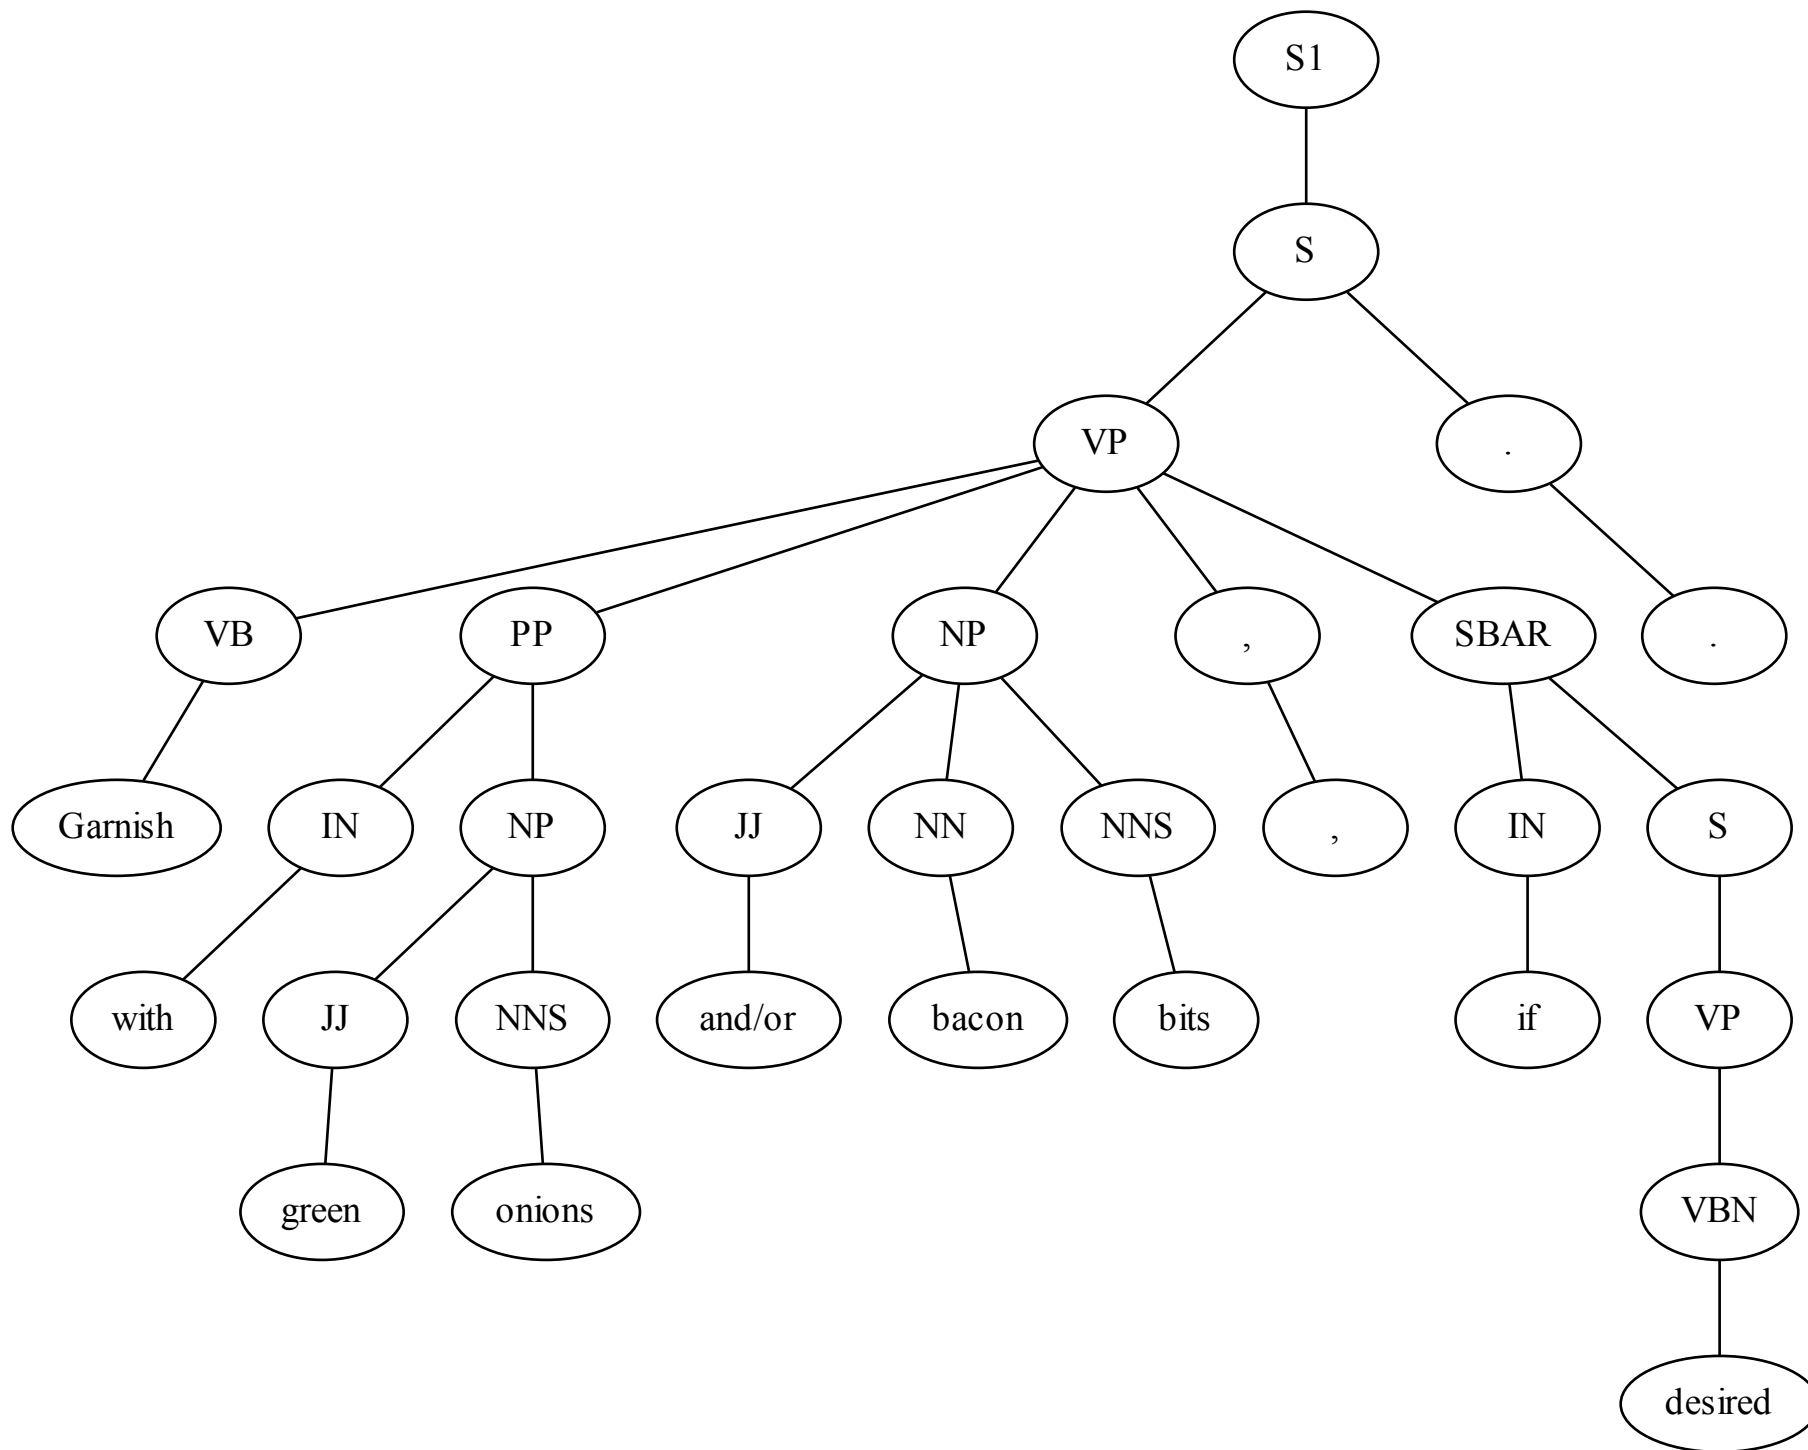 S1
S
VP .
VB PP NP , SBAR .
Garnish IN NP JJ NN NNS , IN S
with JJ NNS and/or bacon bits if VP
green onions VBN
desired